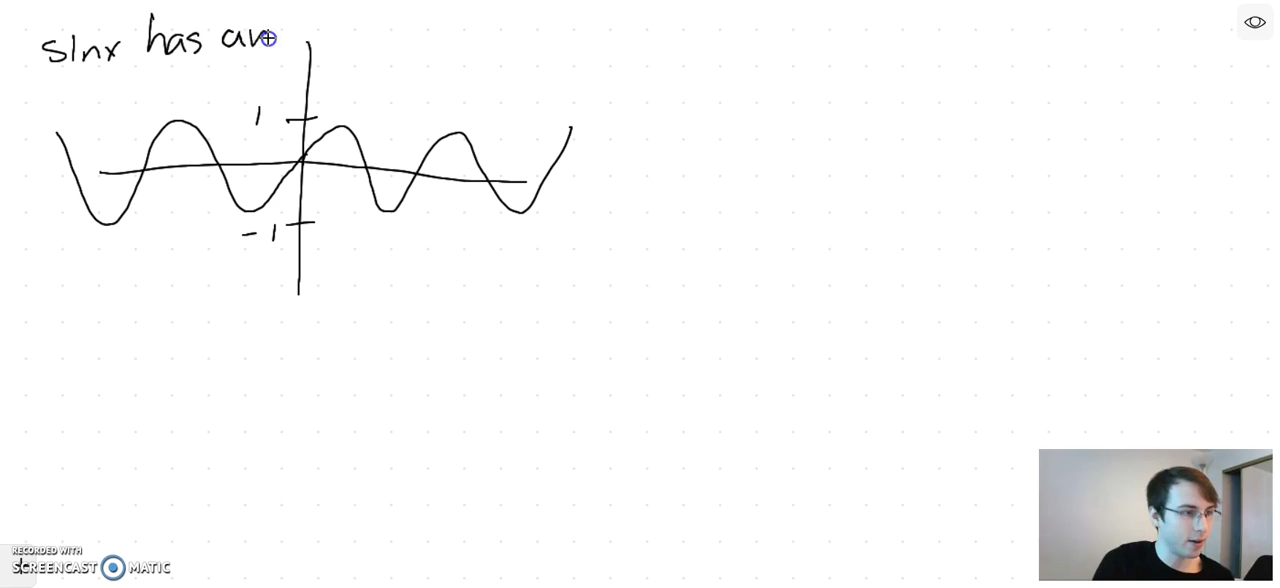 sinx has an
1
-1
RECORDED WITH
SCREENCAST MATIC